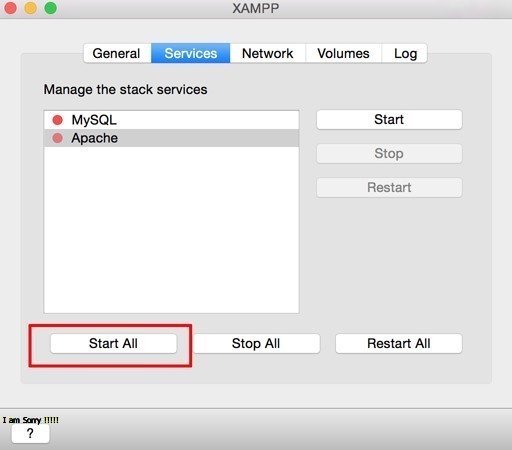 XAMPP
General Services Network Volumes Log
Manage the stack services
MySQL Start
Apache
Stop
Restart
Start All Stop All Restart All
I am Sorry !!!!!
?